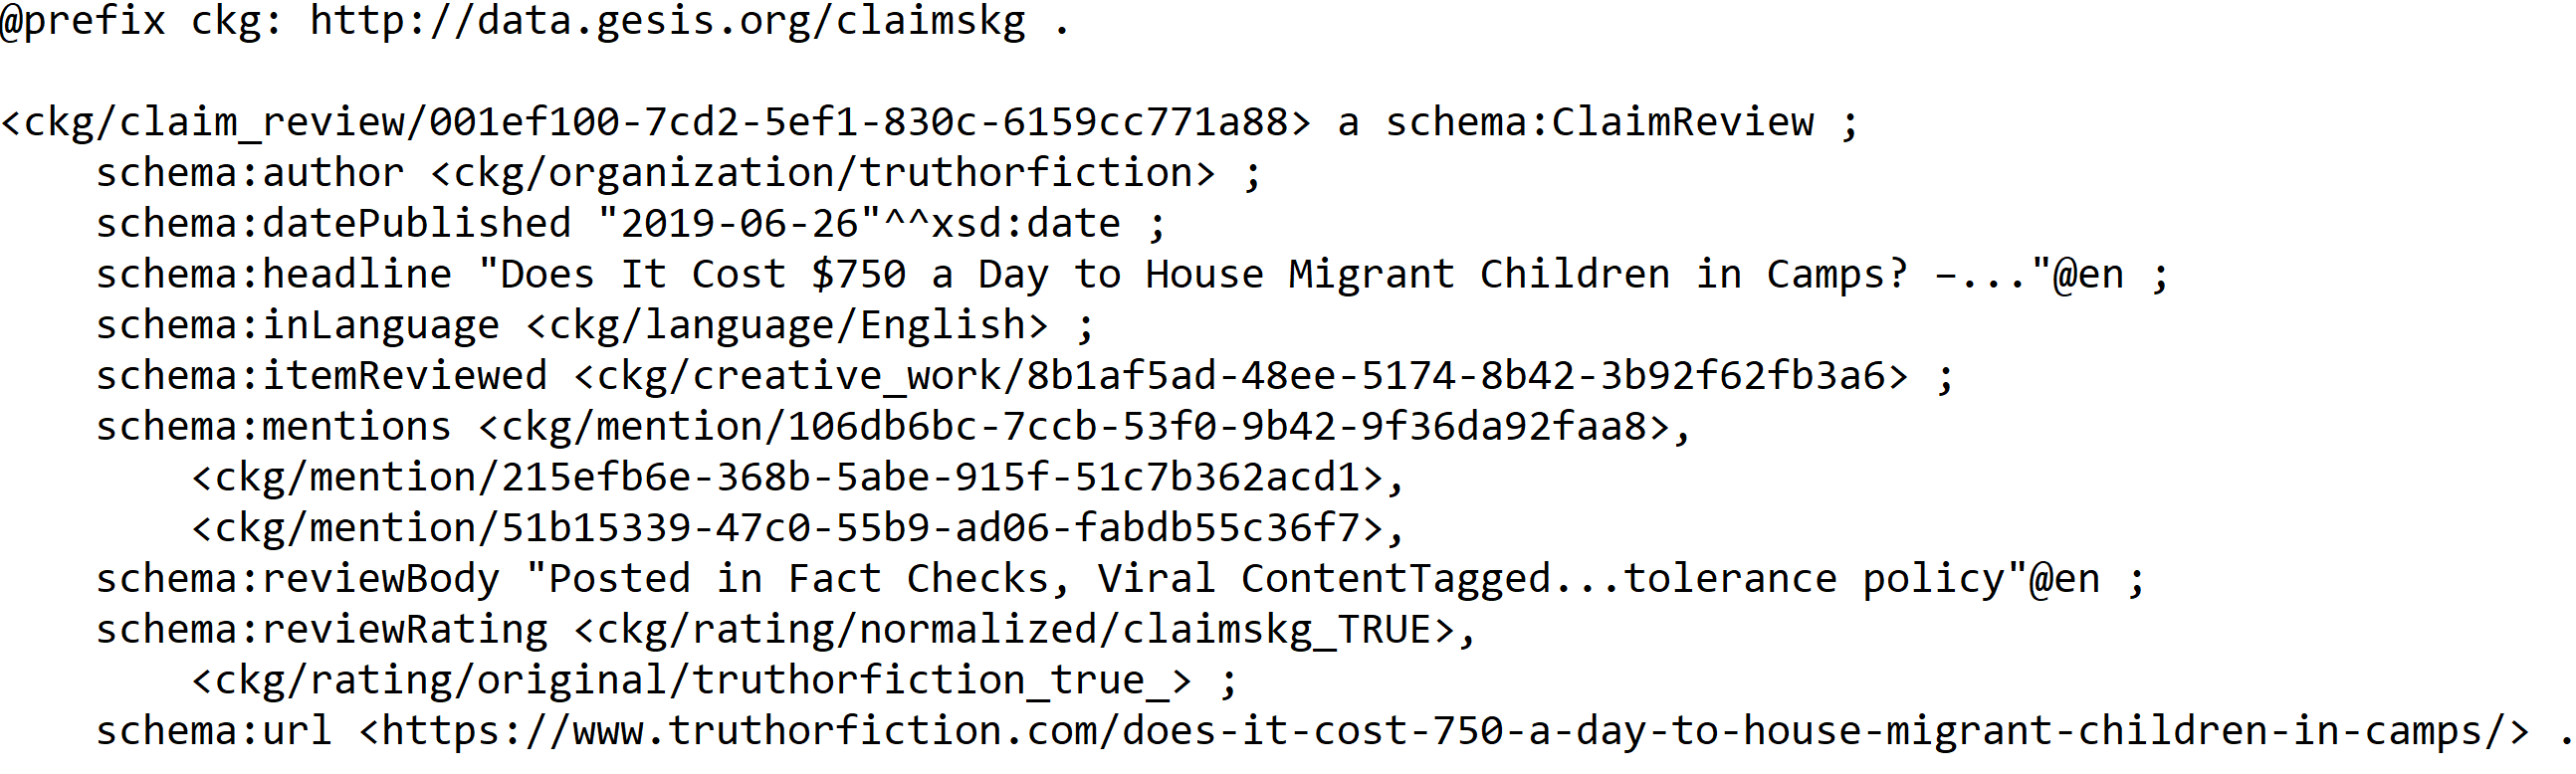 @prefix ckg: http://data.gesis.org/claimskg .
<ckg/claim_review/001ef100-7cd2-5ef1-830c-6159cc771a88> a schema:ClaimReview ;
schema:author <ckg/organization/truthorfiction> ;
schema:datePublished "2019-06-26"^^xsd:date ;
schema:headline "Does It Cost $750 a Day to House Migrant Children in Camps? –..."@en ;
schema:inLanguage <ckg/language/English> ;
schema:itemReviewed <ckg/creative_work/8b1af5ad-48ee-5174-8b42-3b92f62fb3a6> ;
schema:mentions <ckg/mention/106db6bc-7ccb-53f0-9b42-9f36da92faa8>,
<ckg/mention/215efb6e-368b-5abe-915f-51c7b362acd1>,
<ckg/mention/51b15339-47c0-55b9-ad06-fabdb55c36f7>,
schema:reviewBody "Posted in Fact Checks, Viral ContentTagged...tolerance policy"@en ;
schema:reviewRating <ckg/rating/normalized/claimskg_TRUE>,
<ckg/rating/original/truthorfiction_true_> ;
schema:url <https://www.truthorfiction.com/does-it-cost-750-a-day-to-house-migrant-children-in-camps/> .